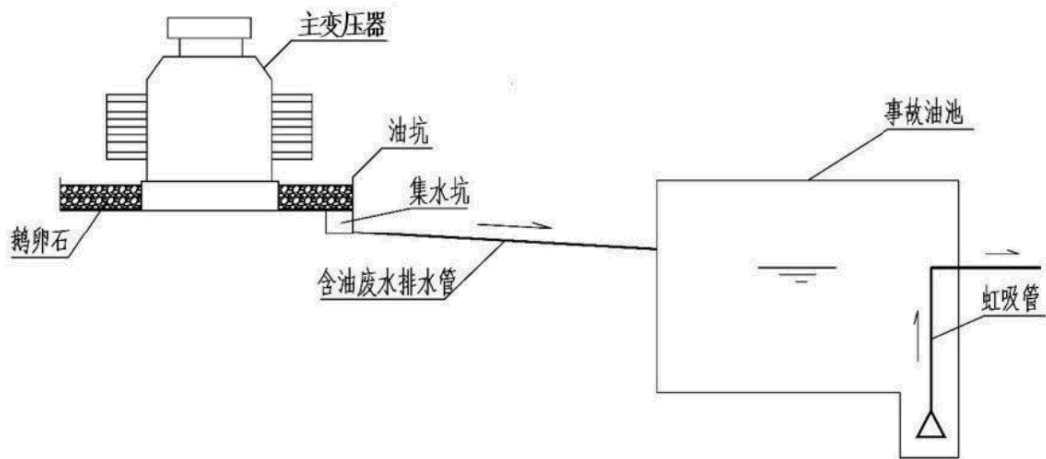 主变压器
事故油池
油坑
集水坑
鹅卵石
含油废水排水管
虹吸管